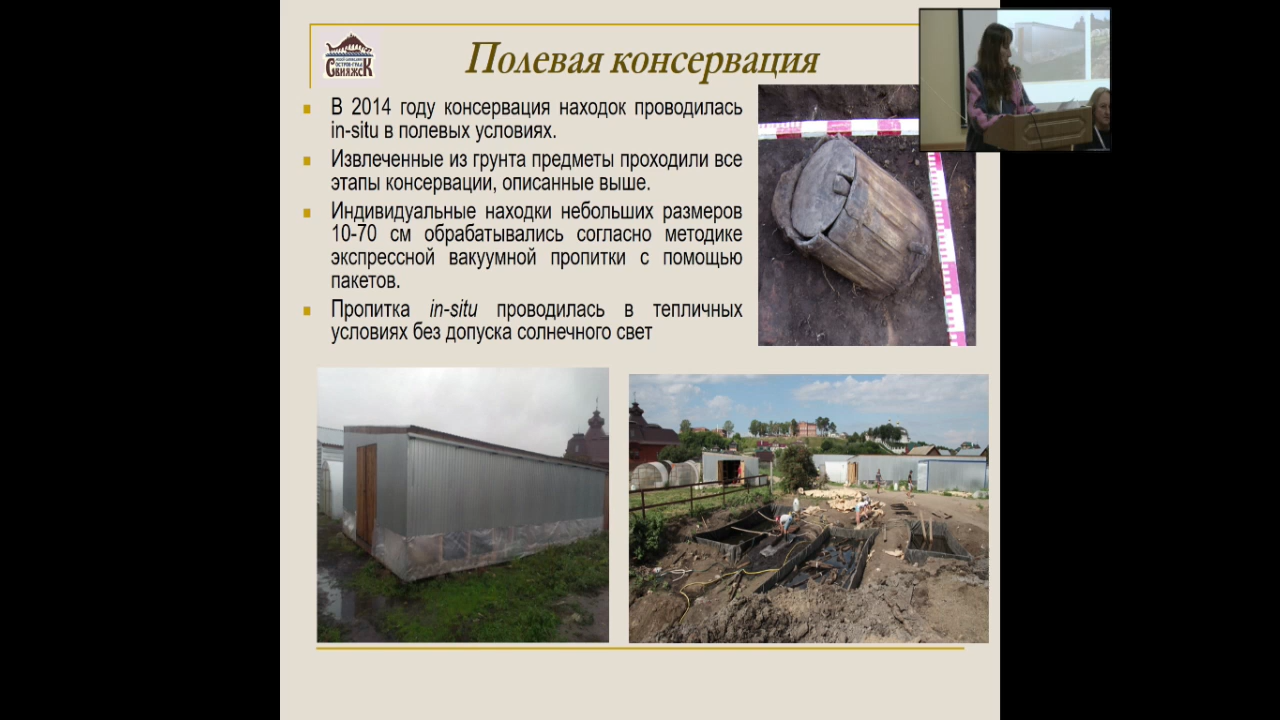 ОСТРОВ-ГРАД
СВИЯЖСК
Полевая консервация
В 2014 году консервация находок проводилась
in-situ в полевых условиях.
Извлеченные из грунта предметы проходили все
этапы консервации, описанные выше.
Индивидуальные находки небольших размеров
10-70 см обрабатывались согласно методике
экспрессной вакуумной пропитки с помощью
пакетов.
Пропитка in-situ проводилась в тепличных
условиях без допуска солнечного свет